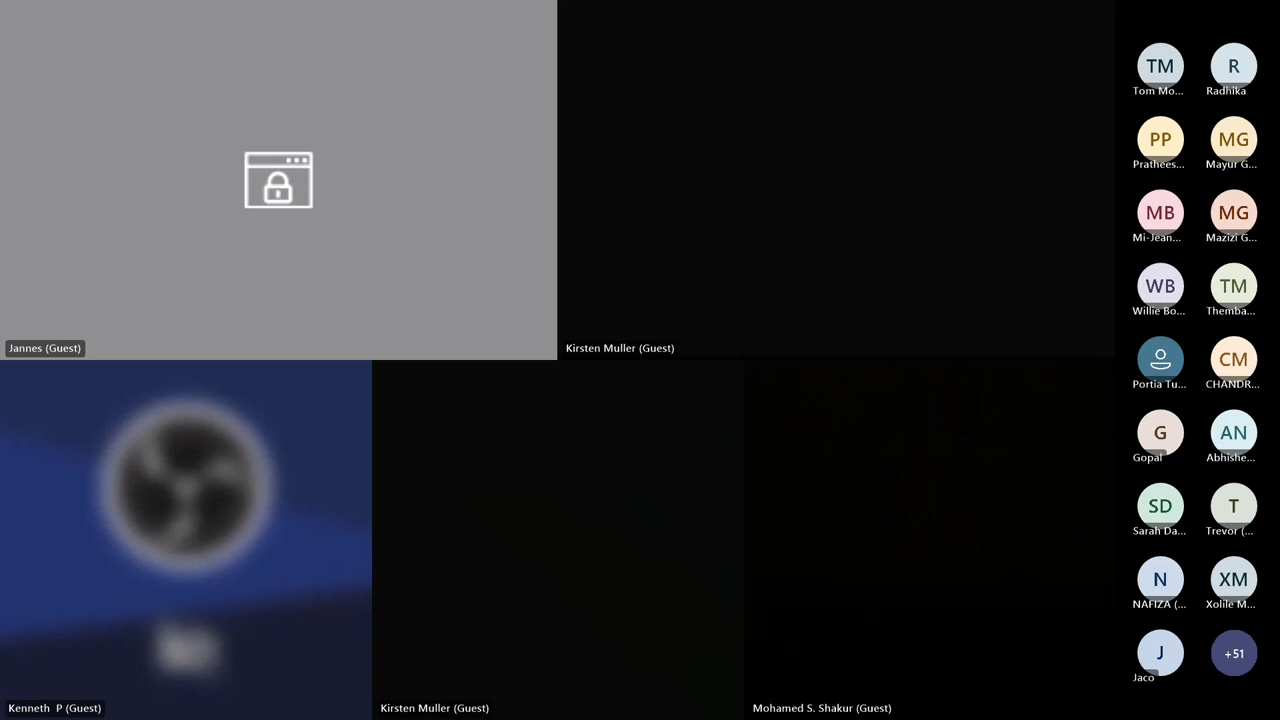 Jannes (Guest)
Kirsten Muller (Guest)
Kenneth P (Guest)
Kirsten Muller (Guest)
Mohamed S. Shakur (Guest)
TM
Tom Mo...
R
Radhika
PP
Prathees...
MG
Mayur G...
MB
Mi-Jean...
MG
Mazizi G...
WB
Willie Bo...
TM
Themba...
Portia Tu...
CM
CHANDR...
G
Gopal
AN
Abhishe...
SD
Sarah Da...
T
Trevor (...
N
NAFIZA (...
XM
Xolile M...
J
Jaco
+51